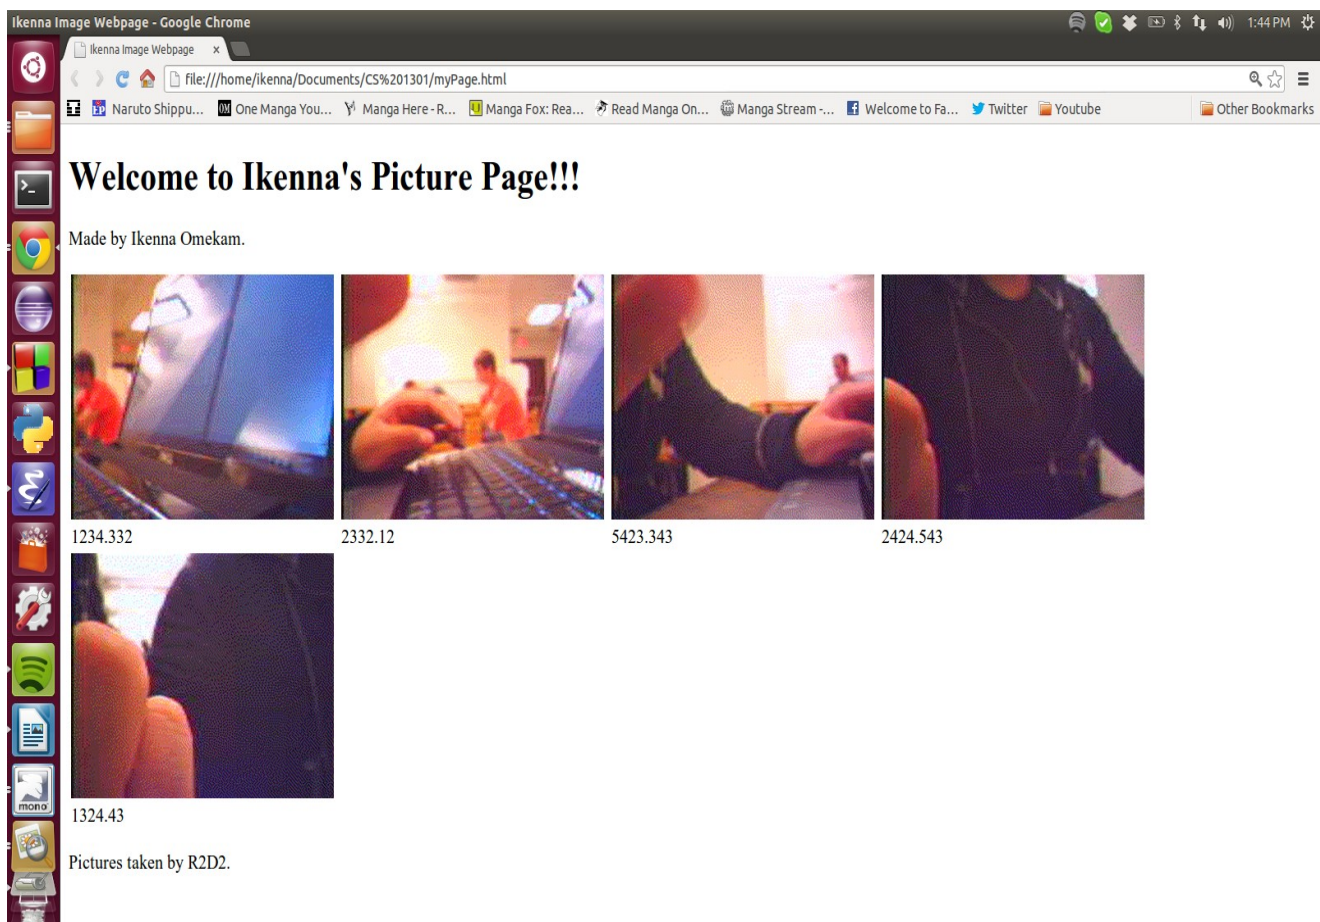 Ikenna Image Webpage - Google Chrome
1:44 PM
Ikenna Image Webpage x
file:///home/ikenna/Documents/CS%201301/myPage.html
Naruto Shippu... One Manga You... Manga Here - R... Manga Fox: Rea... Read Manga On... Manga Stream -... Welcome to Fa... Twitter Youtube Other Bookmarks
Welcome to Ikenna's Picture Page!!!
Made by Ikenna Omekam.
1234.332 2332.12 5423.343 2424.543
1324.43
mono
Pictures taken by R2D2.